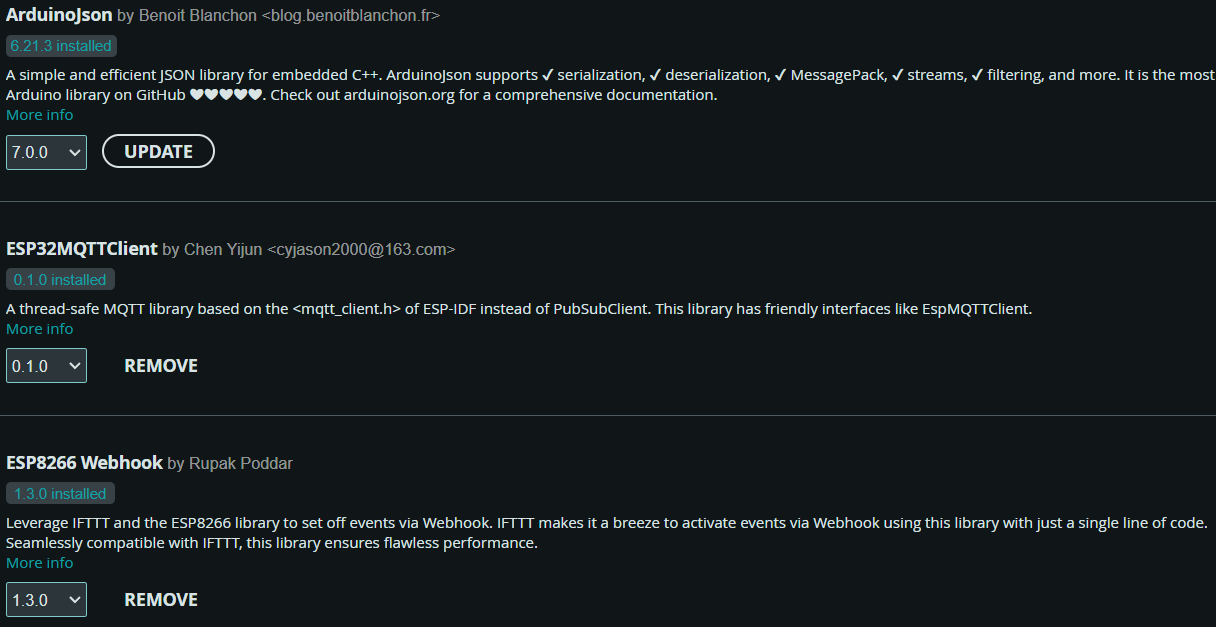 ArduinoJson by Benoit Blanchon <blog.benoitblanchon.fr>
6.21.3 installed
A simple and efficient JSON library for embedded C++. ArduinoJson supports ✔ serialization, ✔ deserialization, ✔ MessagePack, ✔ streams, ✔ filtering, and more. It is the most
Arduino library on GitHub ❤❤❤❤❤. Check out arduinojson.org for a comprehensive documentation.
More info
7.0.0 UPDATE
ESP32MQTTClient by Chen Yijun <cyjason2000@163.com>
0.1.0 installed
A thread-safe MQTT library based on the <mqtt_client.h> of ESP-IDF instead of PubSubClient. This library has friendly interfaces like EspMQTTClient.
More info
0.1.0 REMOVE
ESP8266 Webhook by Rupak Poddar
1.3.0 installed
Leverage IFTTT and the ESP8266 library to set off events via Webhook. IFTTT makes it a breeze to activate events via Webhook using this library with just a single line of code.
Seamlessly compatible with IFTTT, this library ensures flawless performance.
More info
1.3.0 REMOVE